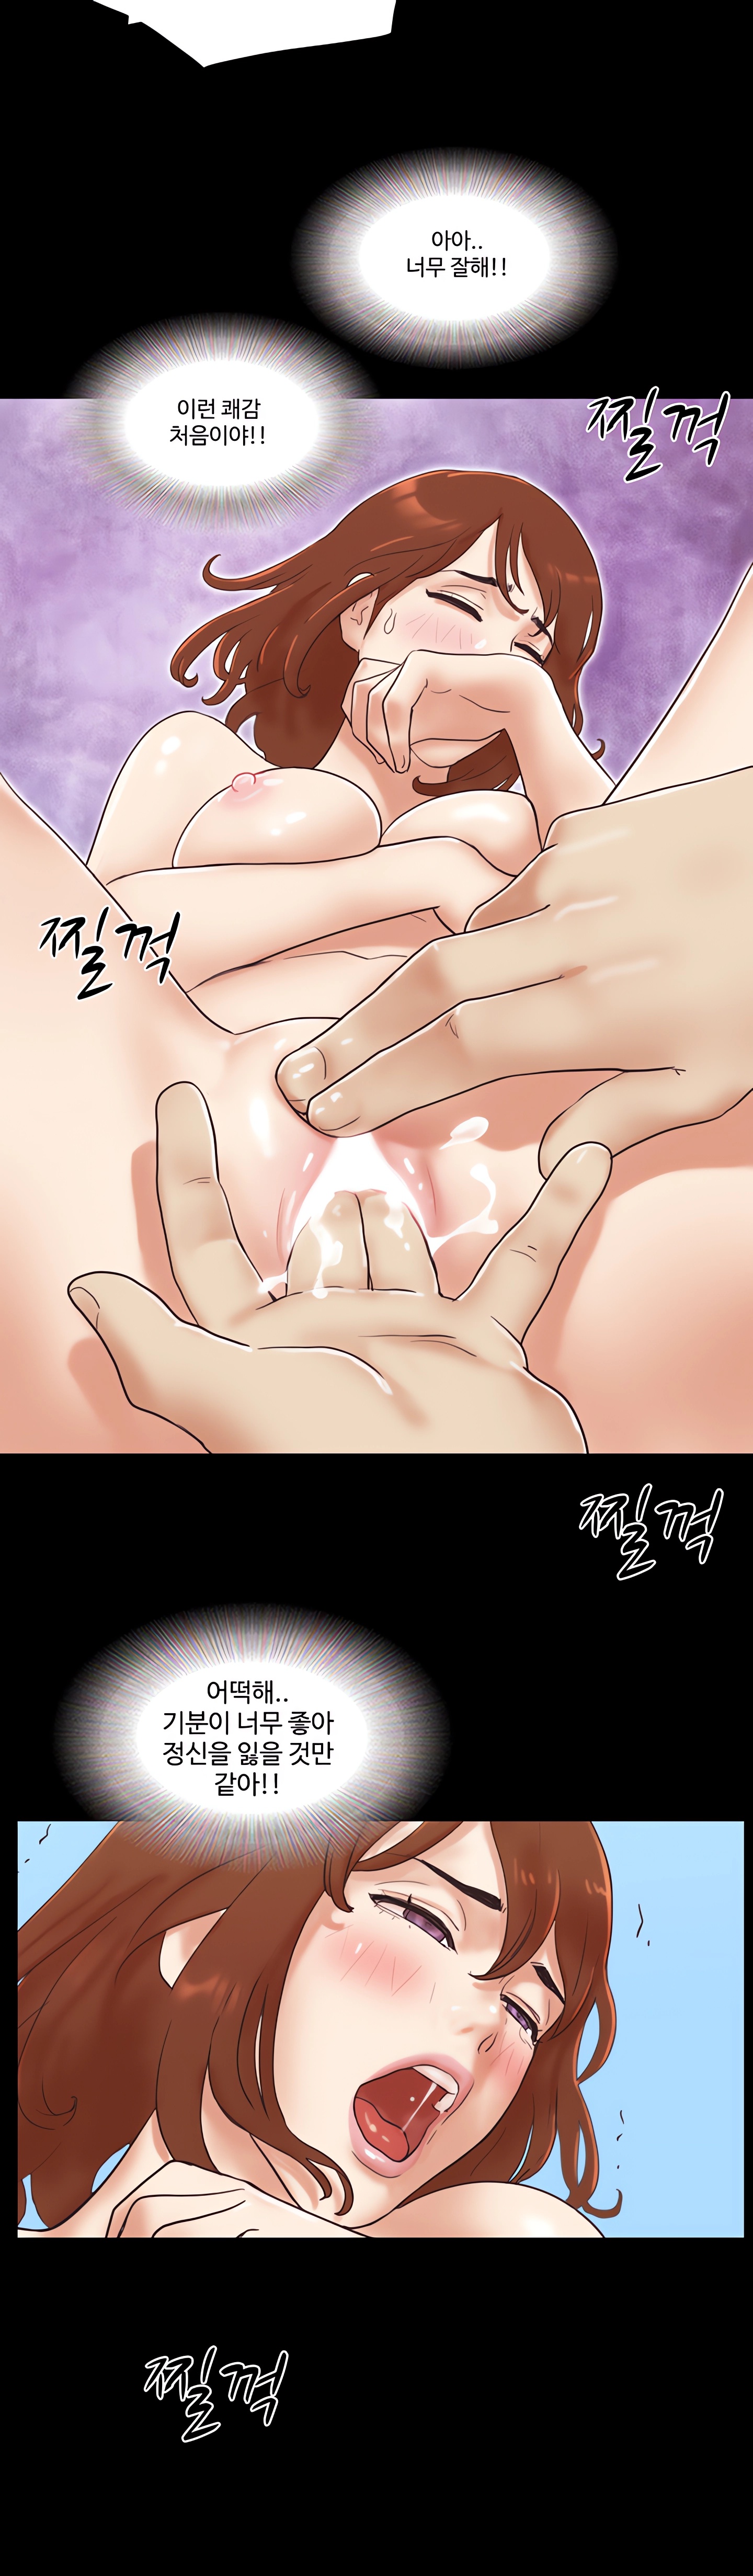 아아..
너무 잘해!!
이런 쾌감
처음이야!!
찔꺽
찔꺽
찔꺽
어떡해..
기분이 너무 좋아
정신을 잃을 것만
같아!!
찔꺽